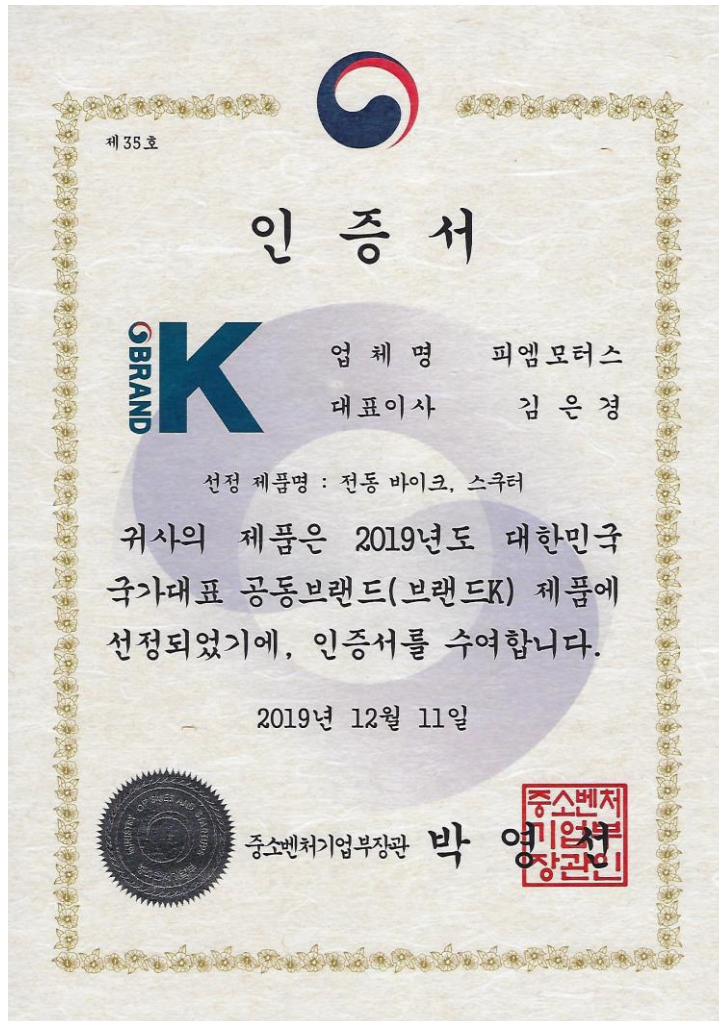 제35호
인 증 서
BRAND K
업 체 명 피엠모터스
대표이사 김 은 경
선정 제품명 : 전동 바이크, 스쿠터
귀사의 제품은 2019년도 대한민국
국가대표 공동브랜드(브랜드K) 제품에
선정되었기에, 인증서를 수여합니다.
2019년 12월 11일
MINISTRY OF SMES AND STARTUPS
중소벤처기업부장관 박 영 선
중소벤처
기업부
장관인